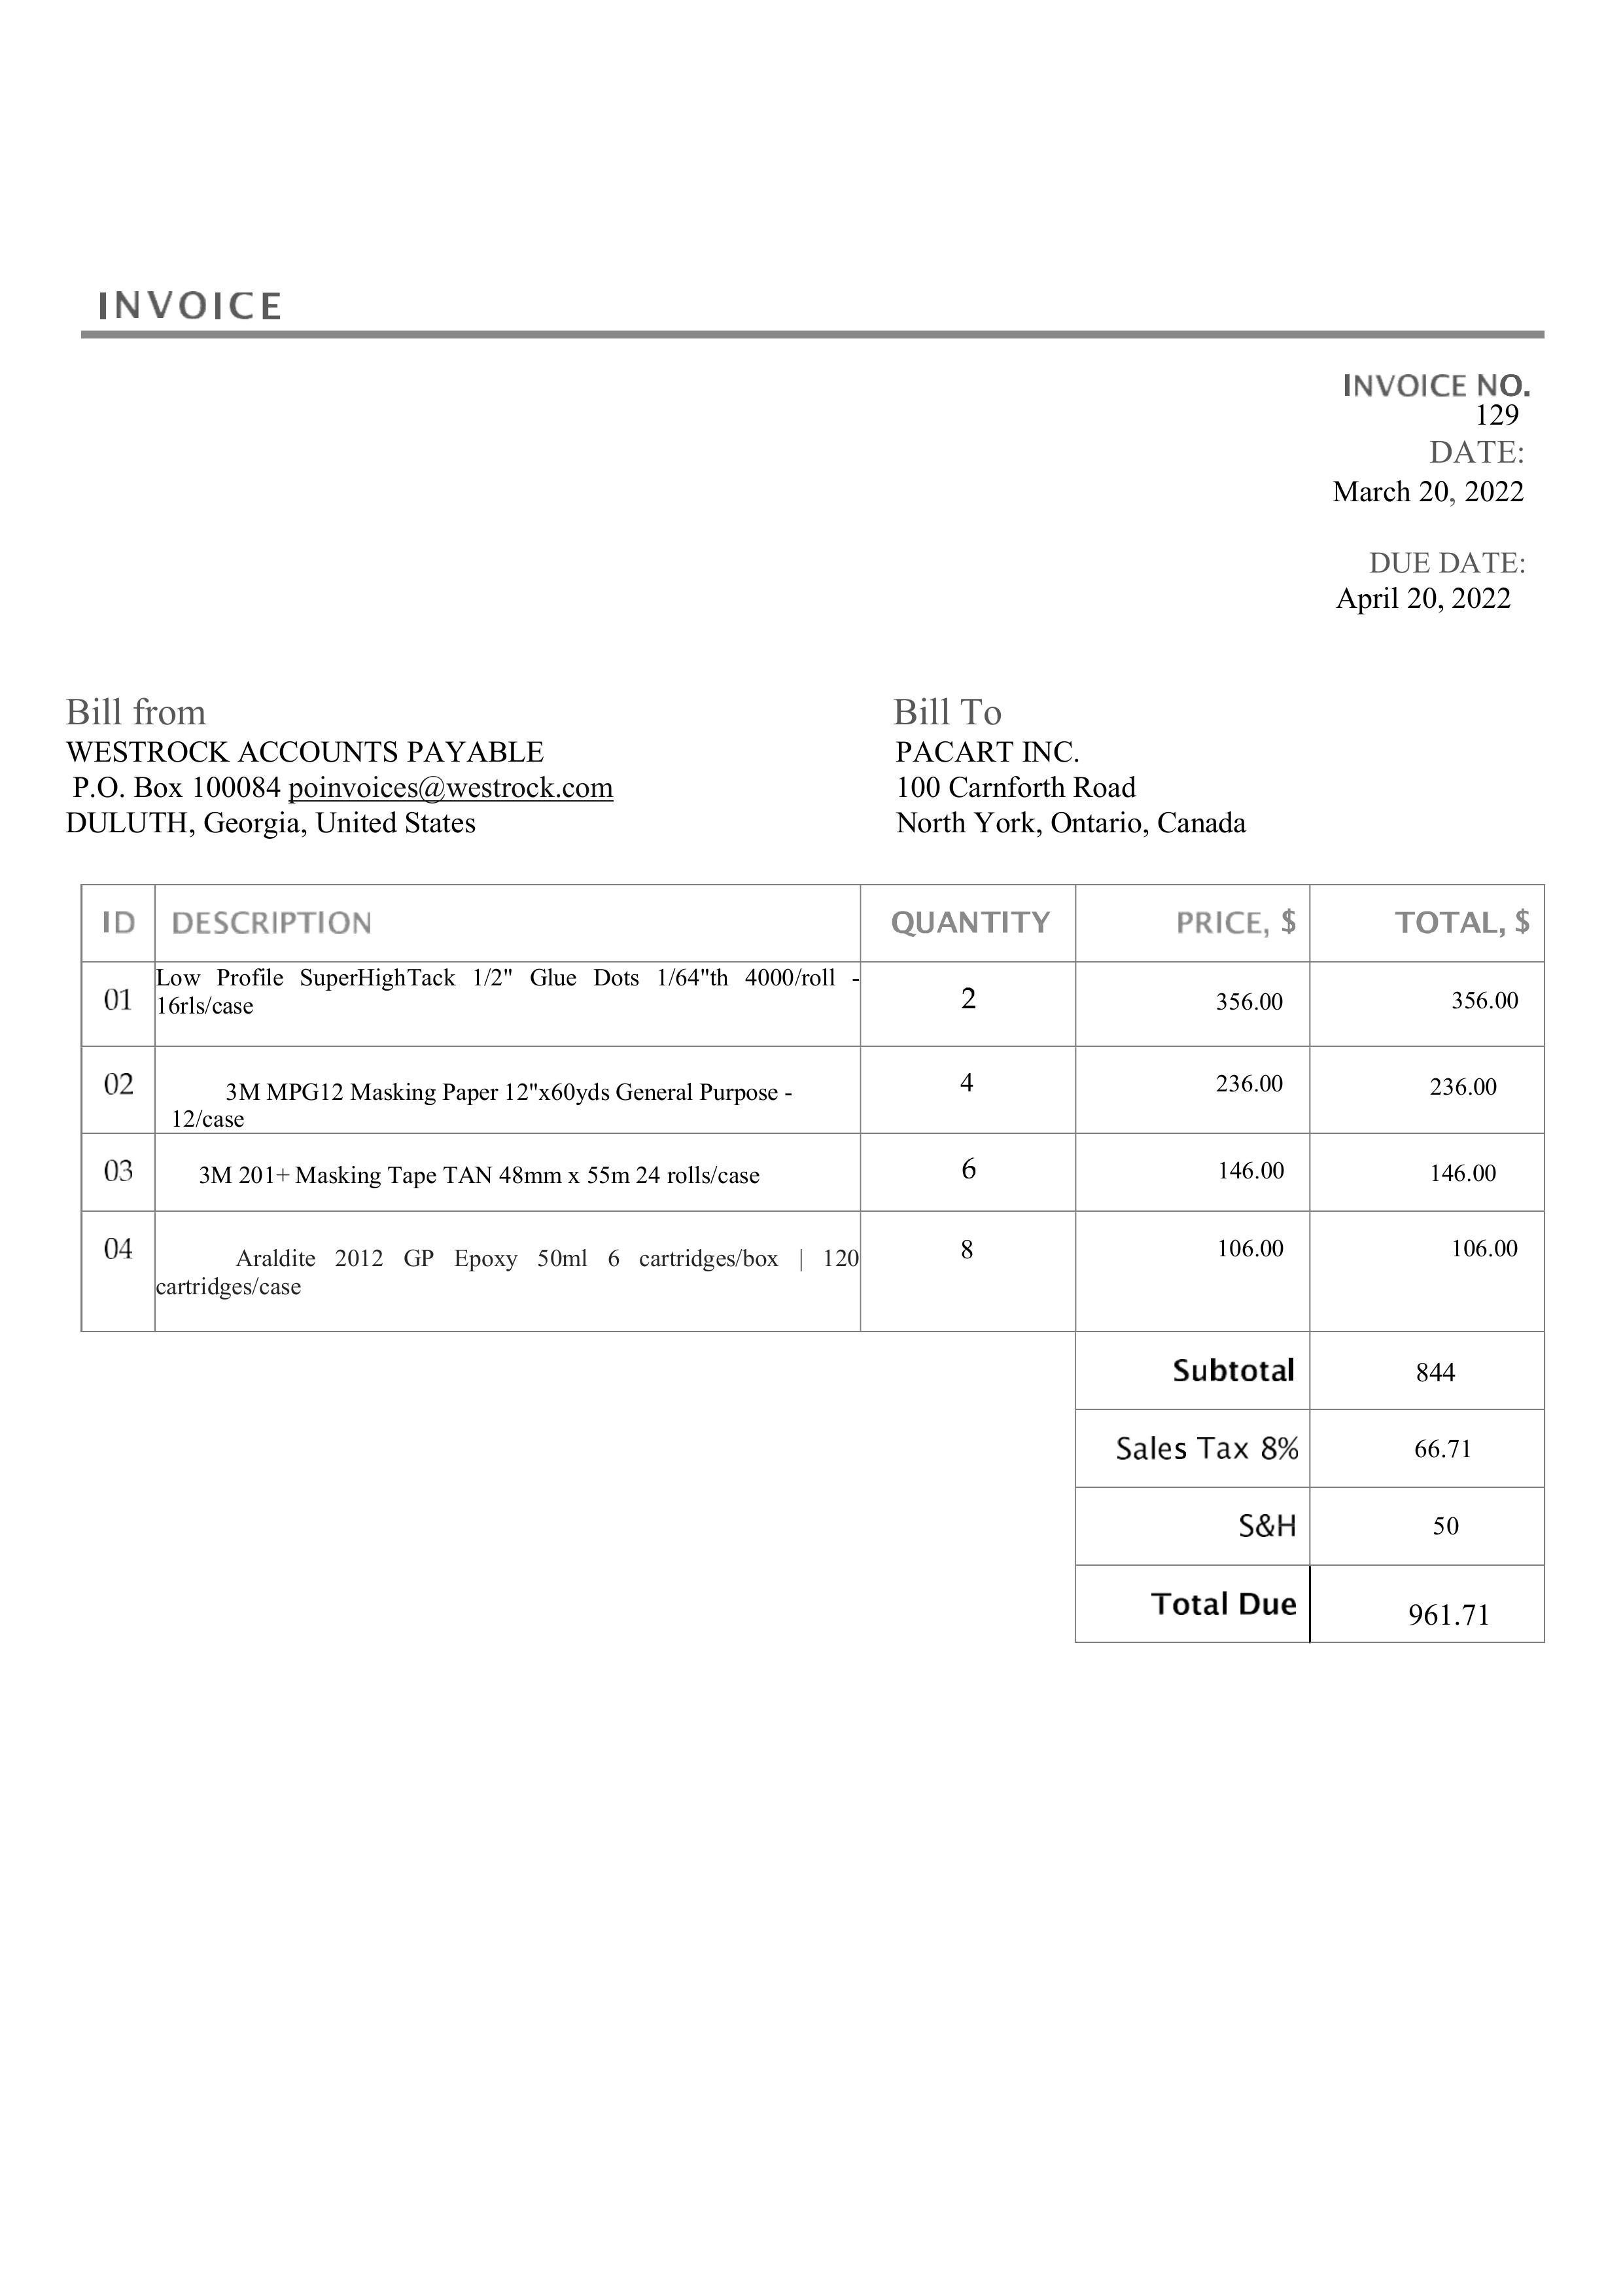 INVOICE
INVOICE NO.
129
DATE:
March 20, 2022
DUE DATE:
April 20, 2022
Bill from
WESTROCK ACCOUNTS PAYABLE
P.O. Box 100084 poinvoices@westrock.com
DULUTH, Georgia, United States
Bill To
PACART INC.
100 Carnforth Road
North York, Ontario, Canada
ID DESCRIPTION QUANTITY PRICE, $ TOTAL, $
01 Low Profile SuperHighTack 1/2" Glue Dots 1/64"th 4000/roll -
16rls/case
2 356.00 356.00
02 3M MPG12 Masking Paper 12"x60yds General Purpose -
12/case
4 236.00 236.00
03 3M 201+ Masking Tape TAN 48mm x 55m 24 rolls/case 6 146.00 146.00
04 Araldite 2012 GP Epoxy 50ml 6 cartridges/box | 120
cartridges/case
8 106.00 106.00
Subtotal 844
Sales Tax 8% 66.71
S&H 50
Total Due 961.71